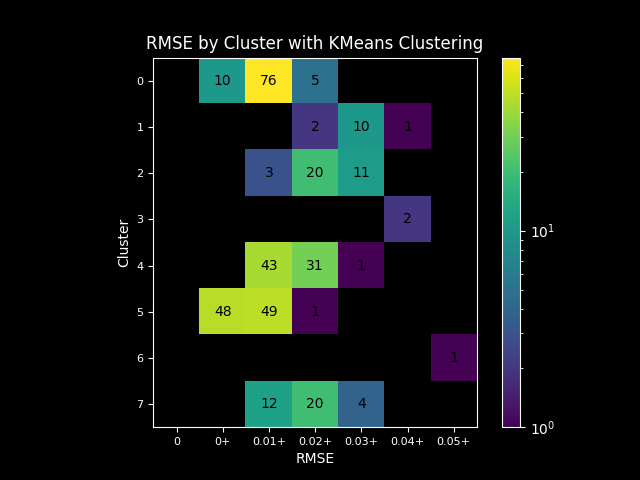 RMSE by Cluster with KMeans Clustering
0 10 76 5
1 2 10 1
2 3 20 11
3 2
4 43 31 1
5 48 49 1
6 1
7 12 20 4
0 0+ 0.01+ 0.02+ 0.03+ 0.04+ 0.05+
RMSE
Cluster
10¹
10⁰